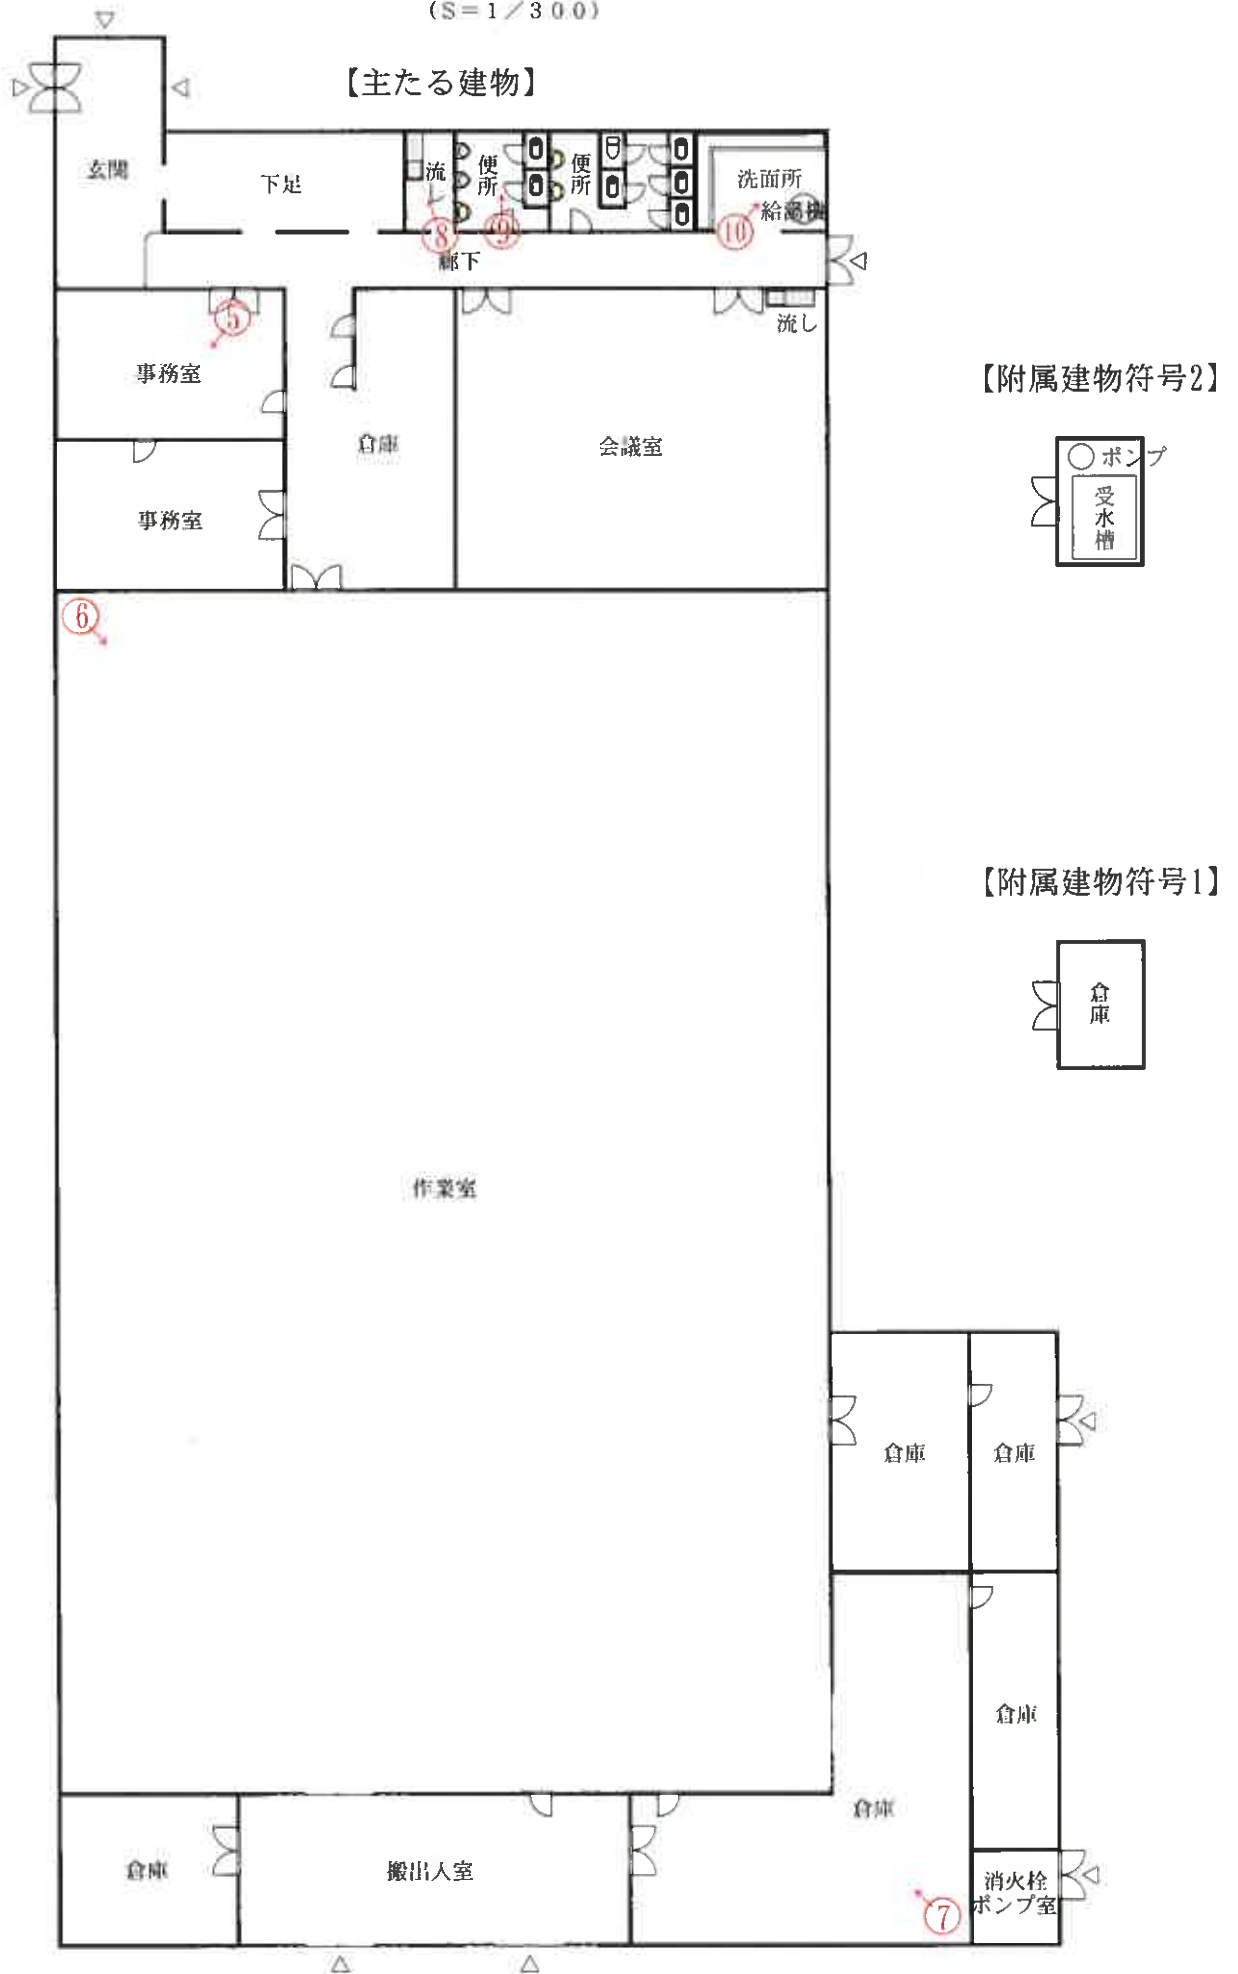 (S=1/300)
【主たる建物】
玄関
下足
流し
便所
便所
洗面所
給湯機
⑧
⑨
⑩
廊下
⑤
流し
事務室
倉庫
会議室
事務室
【附属建物符号2】
ポンプ
受水槽
⑥
【附属建物符号1】
倉庫
作業室
倉庫
倉庫
倉庫
倉庫
倉庫
搬出入室
消火栓
ポンプ室
⑦